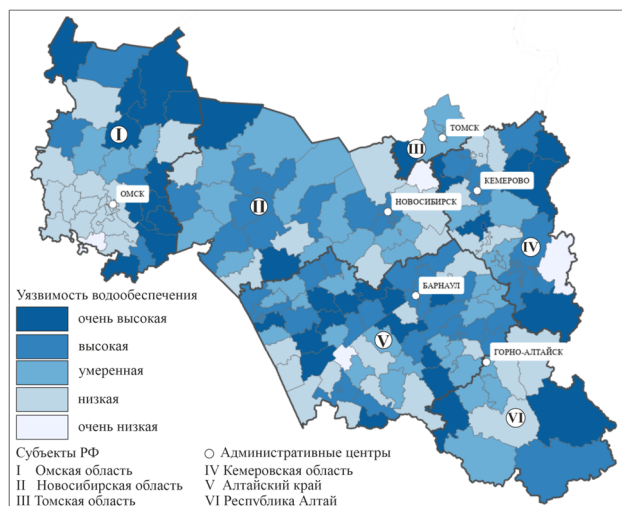 I
II
III
IV
V
VI
ОМСК
ТОМСК
КЕМЕРОВО
НОВОСИБИРСК
БАРНАУЛ
ГОРНО-АЛТАЙСК
Уязвимость водообеспечения
очень высокая
высокая
умеренная
низкая
очень низкая
Субъекты РФ
I Омская область
II Новосибирская область
III Томская область
Административные центры
IV Кемеровская область
V Алтайский край
VI Республика Алтай